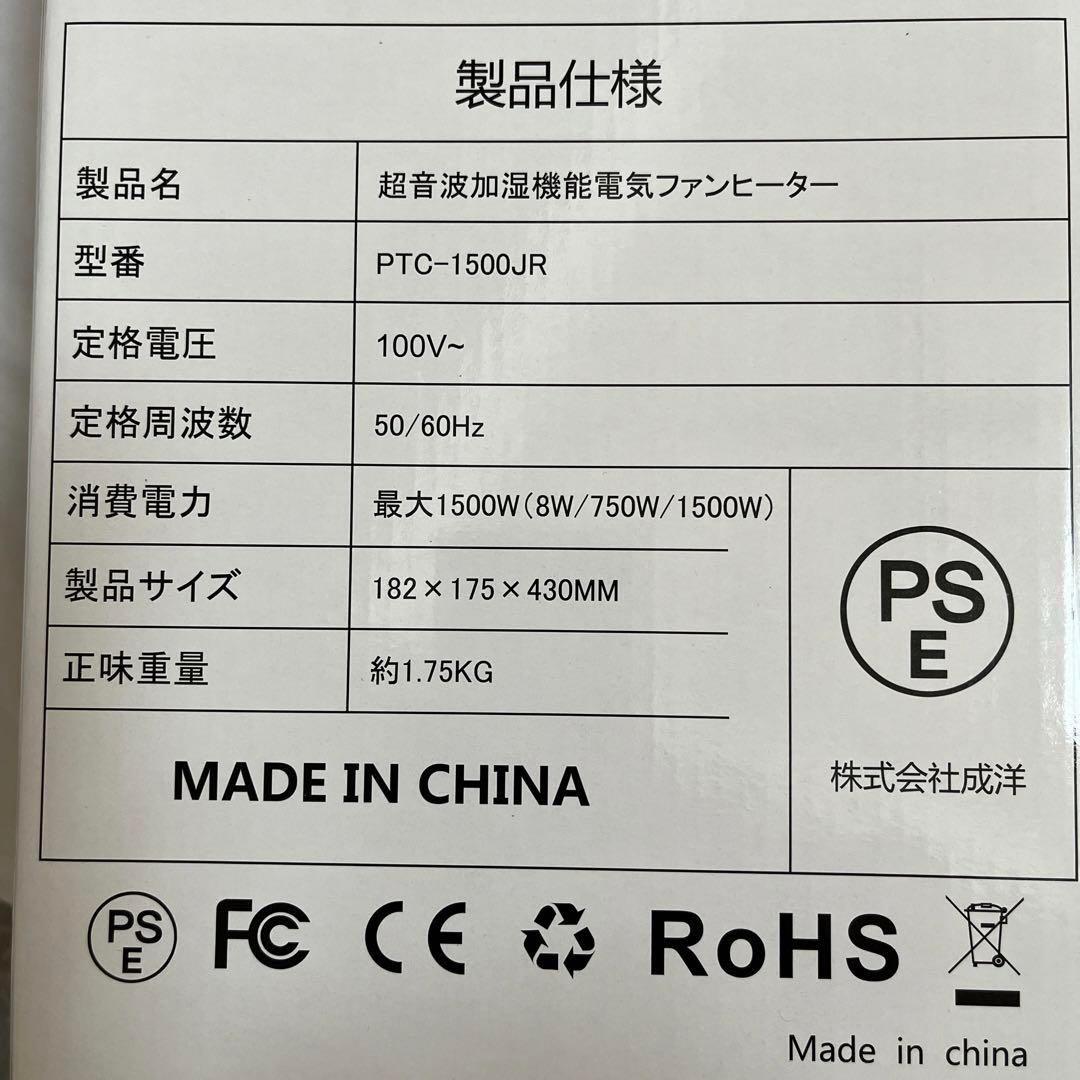 製品仕様
製品名 超音波加湿機能電気ファンヒーター
型番 PTC-1500JR
定格電圧 100V~
定格周波数 50/60Hz
消費電力 最大1500W(8W/750W/1500W)
製品サイズ 182×175×430MM
正味重量 約1.75KG
PS
E
株式会社成洋
MADE IN CHINA
PS
E
FC CE RoHS
Made in china